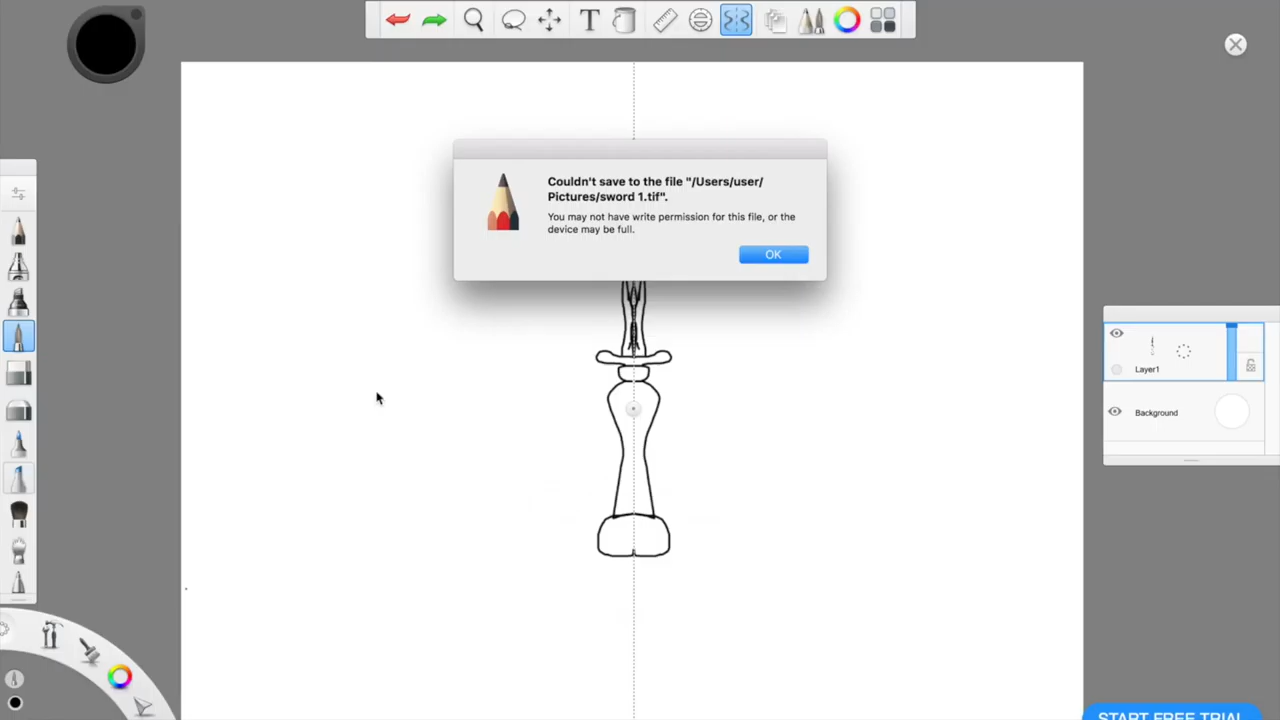 T
Couldn't save to the file "/Users/user/
Pictures/sword 1.tif".
You may not have write permission for this file, or the
device may be full.
OK
Layer1
Background
START FREE TRIAL